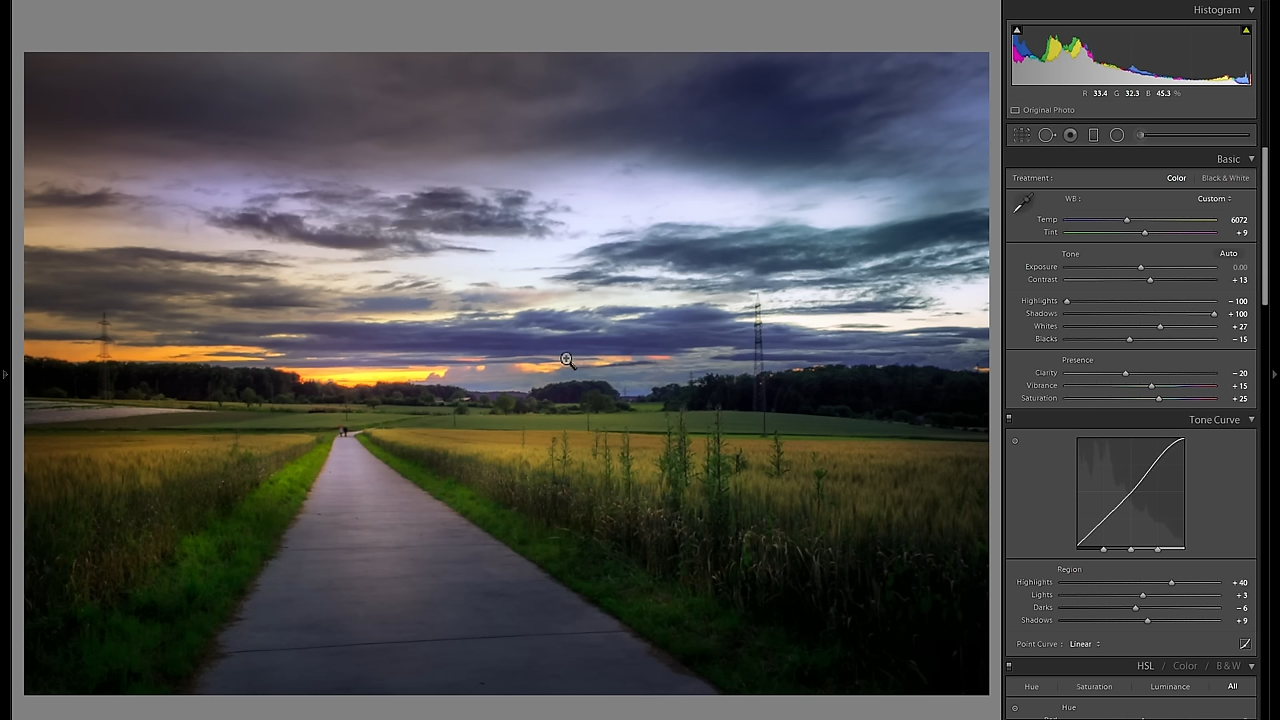 Histogram
R 33.4 G 32.3 B 45.3 %
Original Photo
Basic
Treatment : Color Black & White
WB : Custom
Temp 6072
Tint + 9
Tone Auto
Exposure 0.00
Contrast + 13
Highlights − 100
Shadows + 100
Whites + 27
Blacks − 15
Presence
Clarity − 20
Vibrance + 15
Saturation + 25
Tone Curve
Region
Highlights + 40
Lights + 3
Darks − 6
Shadows + 9
Point Curve : Linear
HSL / Color / B & W
Hue Saturation Luminance All
Hue